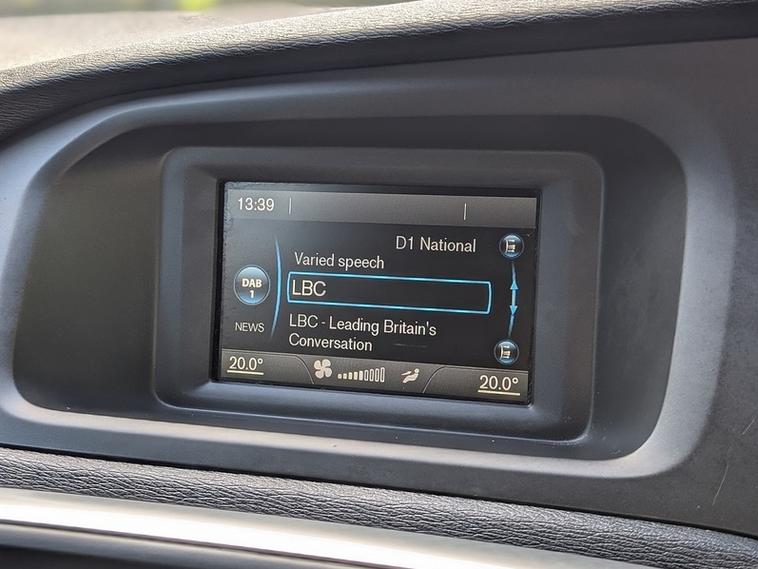 13:39
D1 National
Varied speech
DAB
1
LBC
NEWS
LBC - Leading Britain's
Conversation
20.0°
20.0°